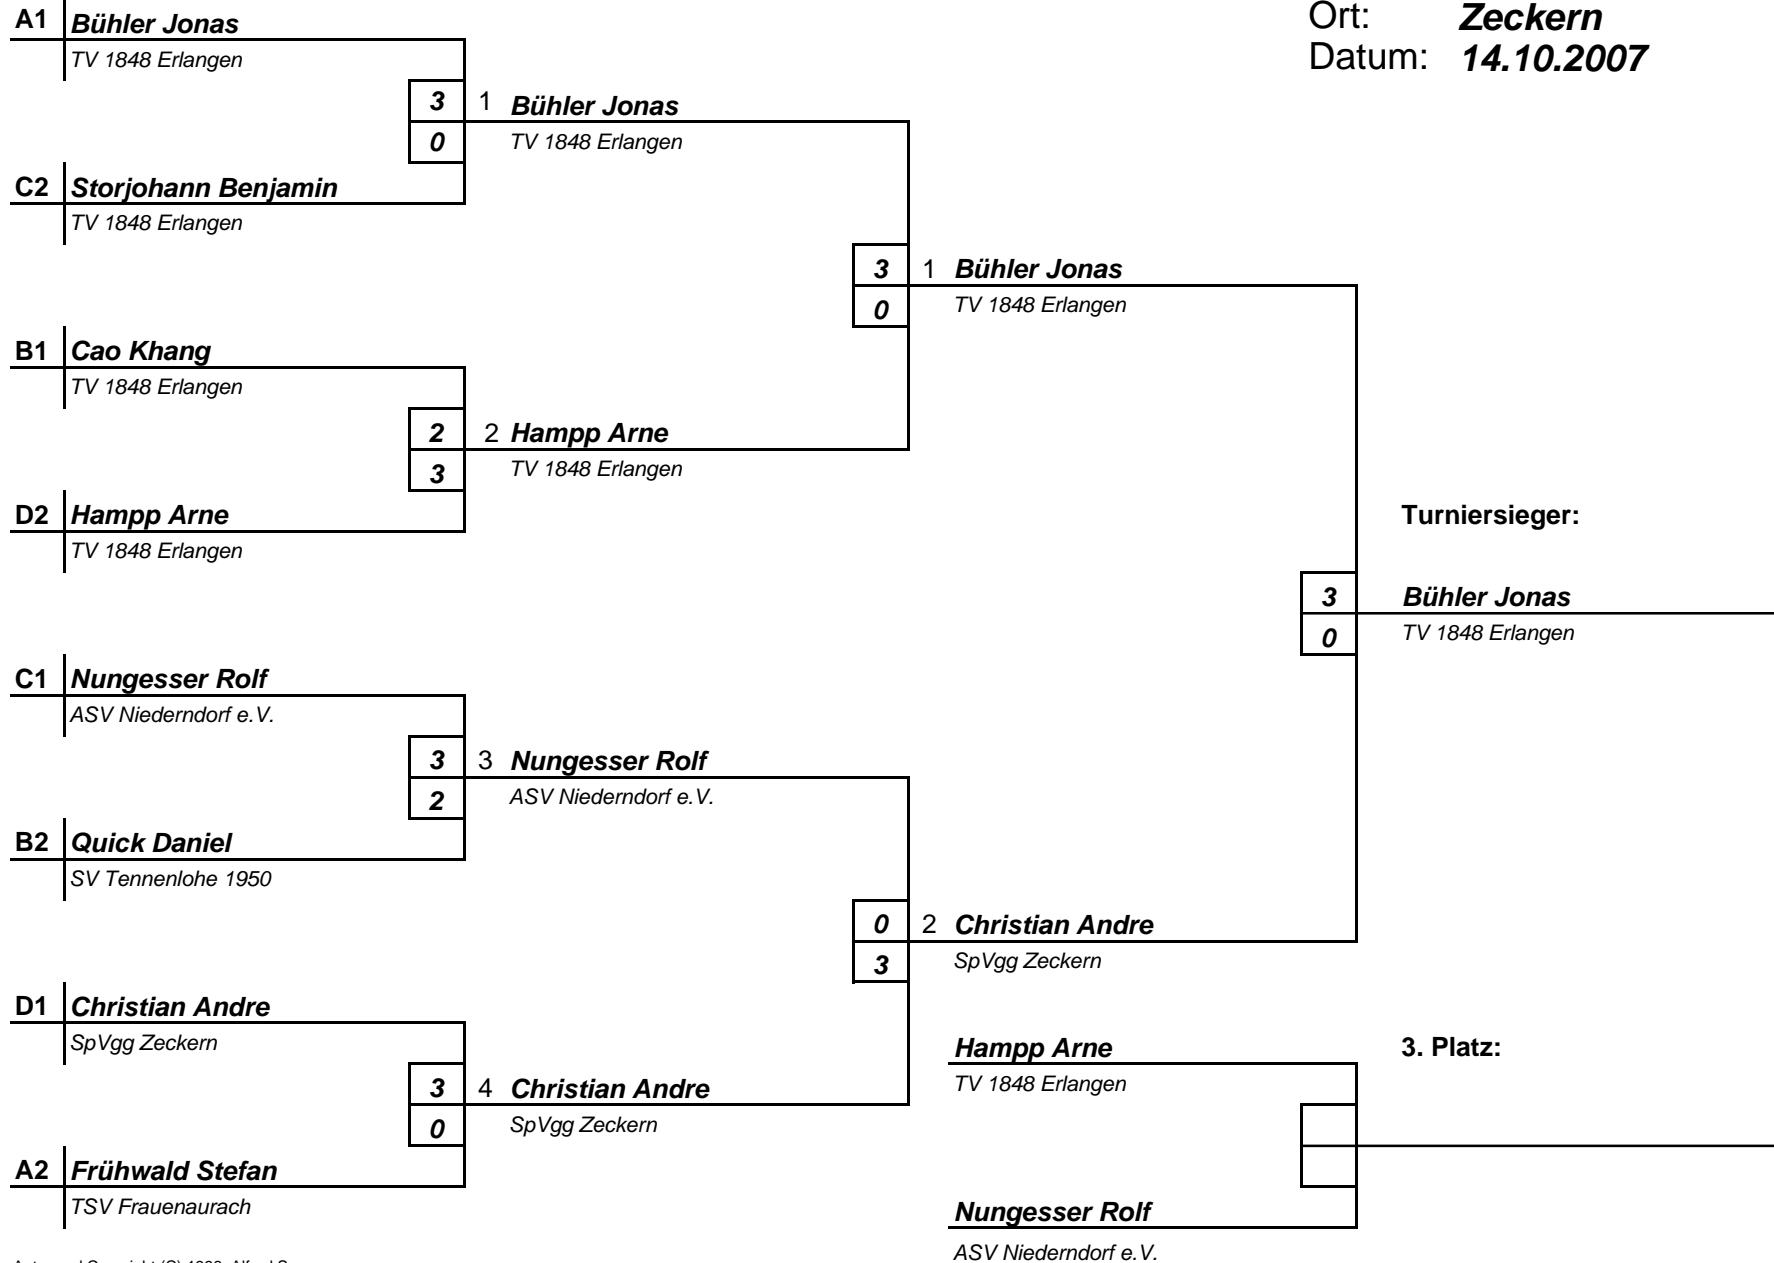 Ort: Zeckern
Datum: 14.10.2007
A1 Bühler Jonas
TV 1848 Erlangen
3 1 Bühler Jonas
0 TV 1848 Erlangen
C2 Storjohann Benjamin
TV 1848 Erlangen
3 1 Bühler Jonas
0 TV 1848 Erlangen
B1 Cao Khang
TV 1848 Erlangen
2 2 Hampp Arne
3 TV 1848 Erlangen
D2 Hampp Arne
TV 1848 Erlangen
Turniersieger:
3 Bühler Jonas
0 TV 1848 Erlangen
C1 Nungesser Rolf
ASV Niederndorf e.V.
3 3 Nungesser Rolf
2 ASV Niederndorf e.V.
B2 Quick Daniel
SV Tennenlohe 1950
0 2 Christian Andre
3 SpVgg Zeckern
D1 Christian Andre
SpVgg Zeckern
Hampp Arne
3. Platz:
TV 1848 Erlangen
3 4 Christian Andre
0 SpVgg Zeckern
A2 Frühwald Stefan
TSV Frauenaurach
Nungesser Rolf
ASV Niederndorf e.V.